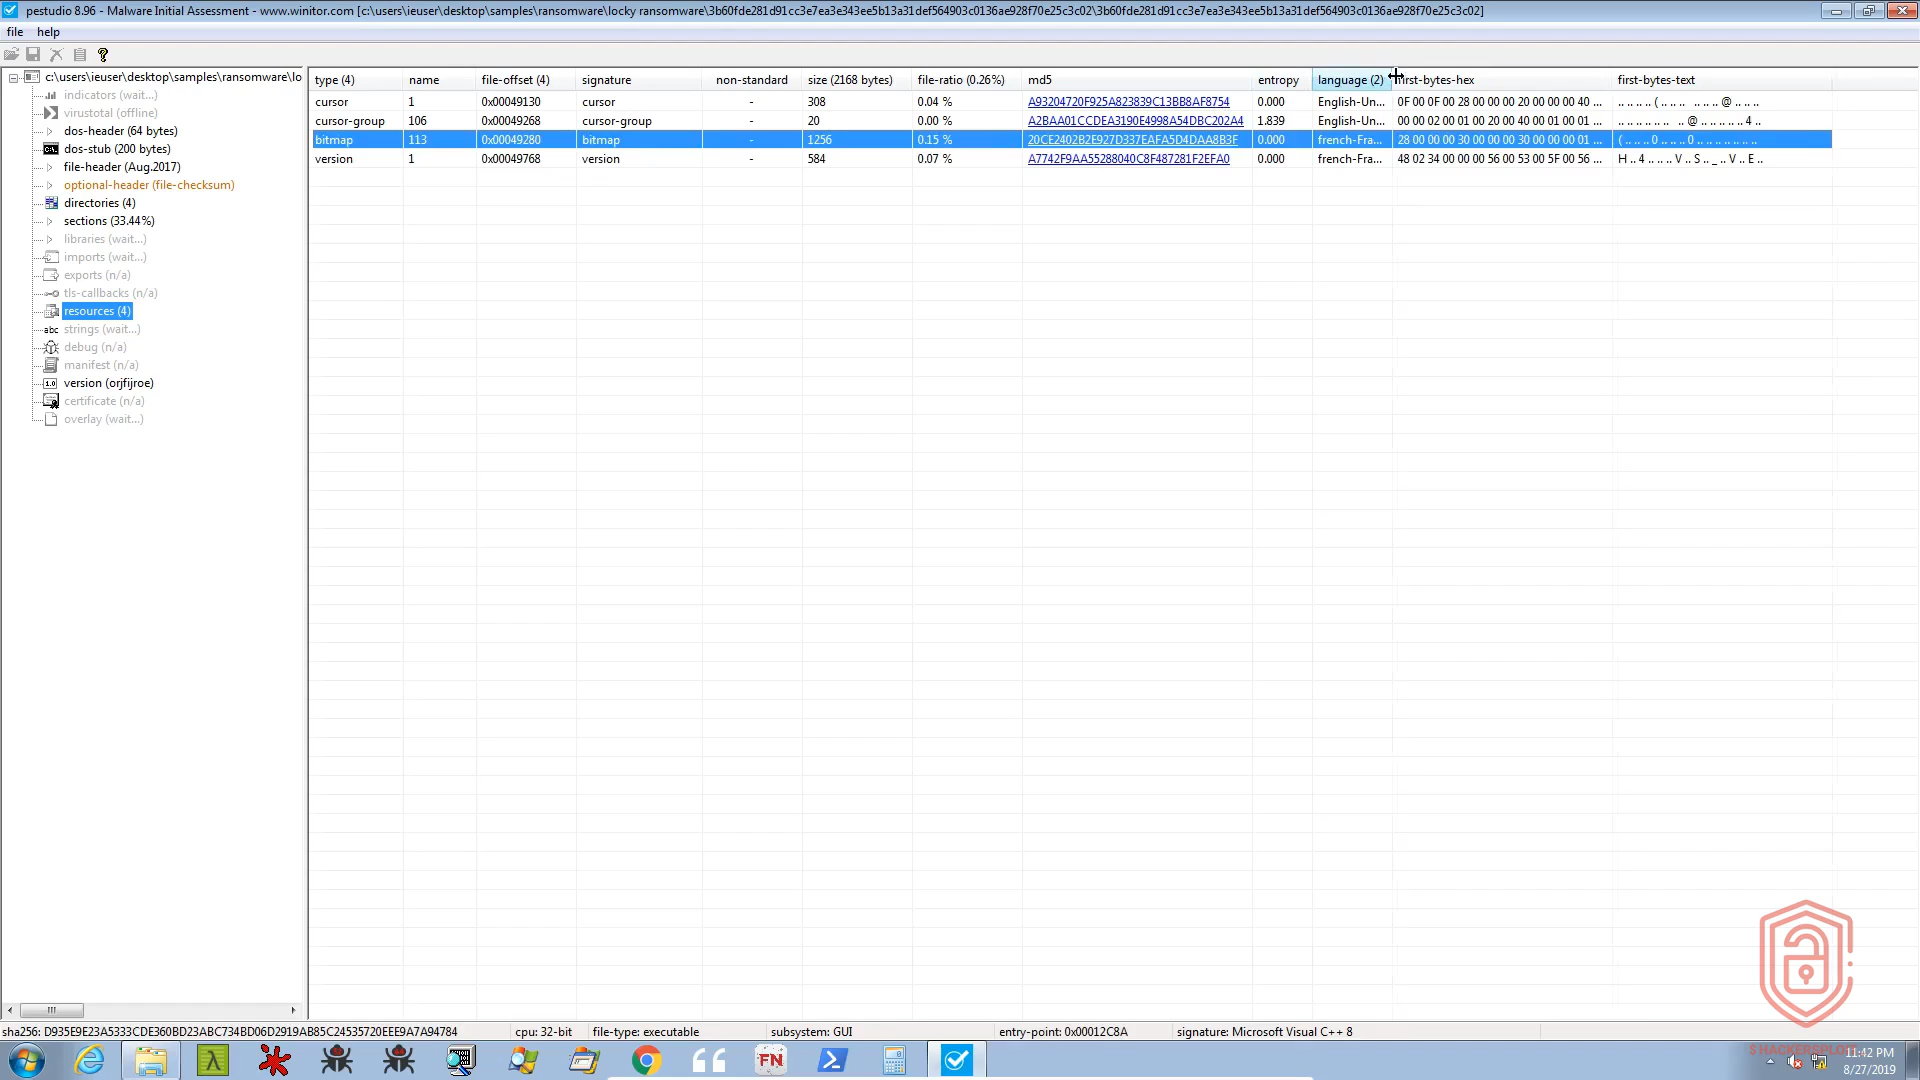 pestudio 8.96 - Malware Initial Assessment - www.winitor.com [c:\users\ieuser\desktop\samples\ransomware\locky ransomware\3b60fde281d91cc3e7ea3e343ee5b13a31def564903c0136ae928f70e25c3c02\3b60fde281d91cc3e7ea3e343ee5b13a31def564903c0136ae928f70e25c3c02]
file help
c:\users\ieuser\desktop\samples\ransomware\lo
indicators (wait...)
virustotal (offline)
dos-header (64 bytes)
dos-stub (200 bytes)
file-header (Aug.2017)
optional-header (file-checksum)
directories (4)
sections (33.44%)
libraries (wait...)
imports (wait...)
exports (n/a)
tls-callbacks (n/a)
resources (4)
abc strings (wait...)
debug (n/a)
manifest (n/a)
1.0 version (orjfijroe)
certificate (n/a)
overlay (wait...)
type (4) name file-offset (4) signature non-standard size (2168 bytes) file-ratio (0.26%) md5 entropy language (2) first-bytes-hex first-bytes-text
cursor 1 0x00049130 cursor - 308 0.04 % A93204720F925A823839C13BB8AF8754 0.000 English-Un... 0F 00 0F 00 28 00 00 00 20 00 00 00 40 ... .. .. .. .. ( .. .. .. .. .. .. @ .. .. ..
cursor-group 106 0x00049268 cursor-group - 20 0.00 % A2BAA01CCDEA3190E4998A54DBC202A4 1.839 English-Un... 00 00 02 00 01 00 20 00 40 00 01 00 01 ... .. .. .. .. .. .. .. @ .. .. .. .. .. 4 ..
bitmap 113 0x00049280 bitmap - 1256 0.15 % 20CE2402B2E927D337EAFA5D4DAA8B3F 0.000 french-Fra... 28 00 00 00 30 00 00 00 30 00 00 00 01 ... ( .. .. .. 0 .. .. .. 0 .. .. .. .. .. .. ..
version 1 0x00049768 version - 584 0.07 % A7742F9AA55288040C8F487281F2EFA0 0.000 french-Fra... 48 02 34 00 00 00 56 00 53 00 5F 00 56 ... H .. 4 .. .. .. V .. S .. _ .. V .. E ..
sha256: D935E9E23A5333CDE360BD23ABC734BD06D2919AB85C24535720EEE9A7A94784 cpu: 32-bit file-type: executable subsystem: GUI entry-point: 0x00012C8A signature: Microsoft Visual C++ 8
FN
11:42 PM
8/27/2019